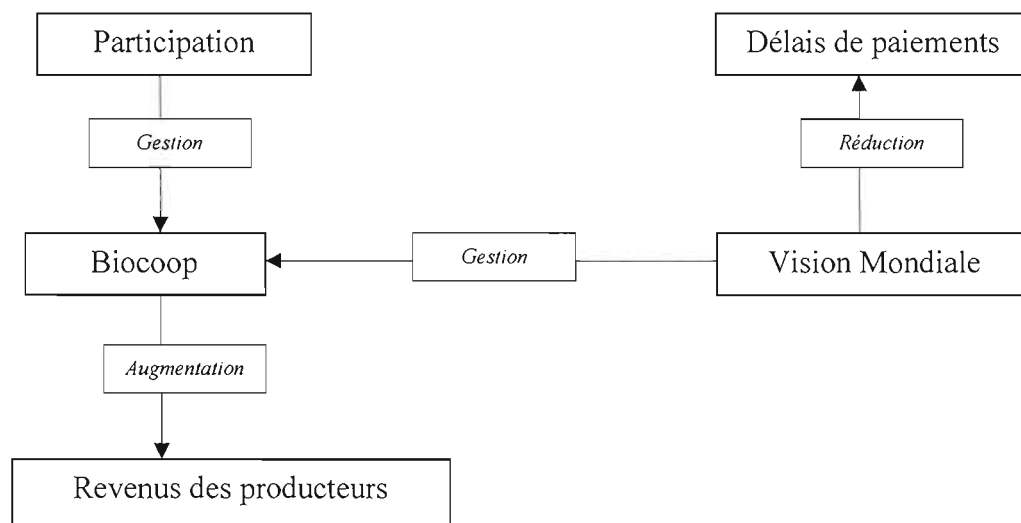 Participation
Délais de paiements
Gestion
Réduction
Biocoop
Gestion
Vision Mondiale
Augmentation
Revenus des producteurs